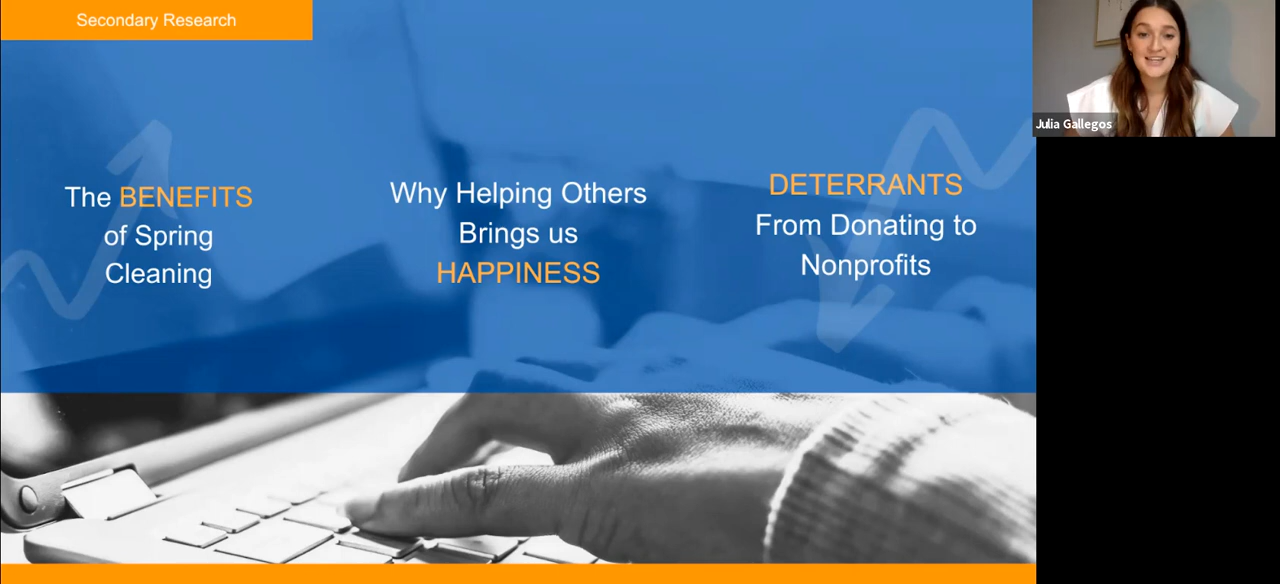 Secondary Research
The BENEFITS
of Spring
Cleaning
Why Helping Others
Brings us
HAPPINESS
DETERRANTS
From Donating to
Nonprofits
Julia Gallegos